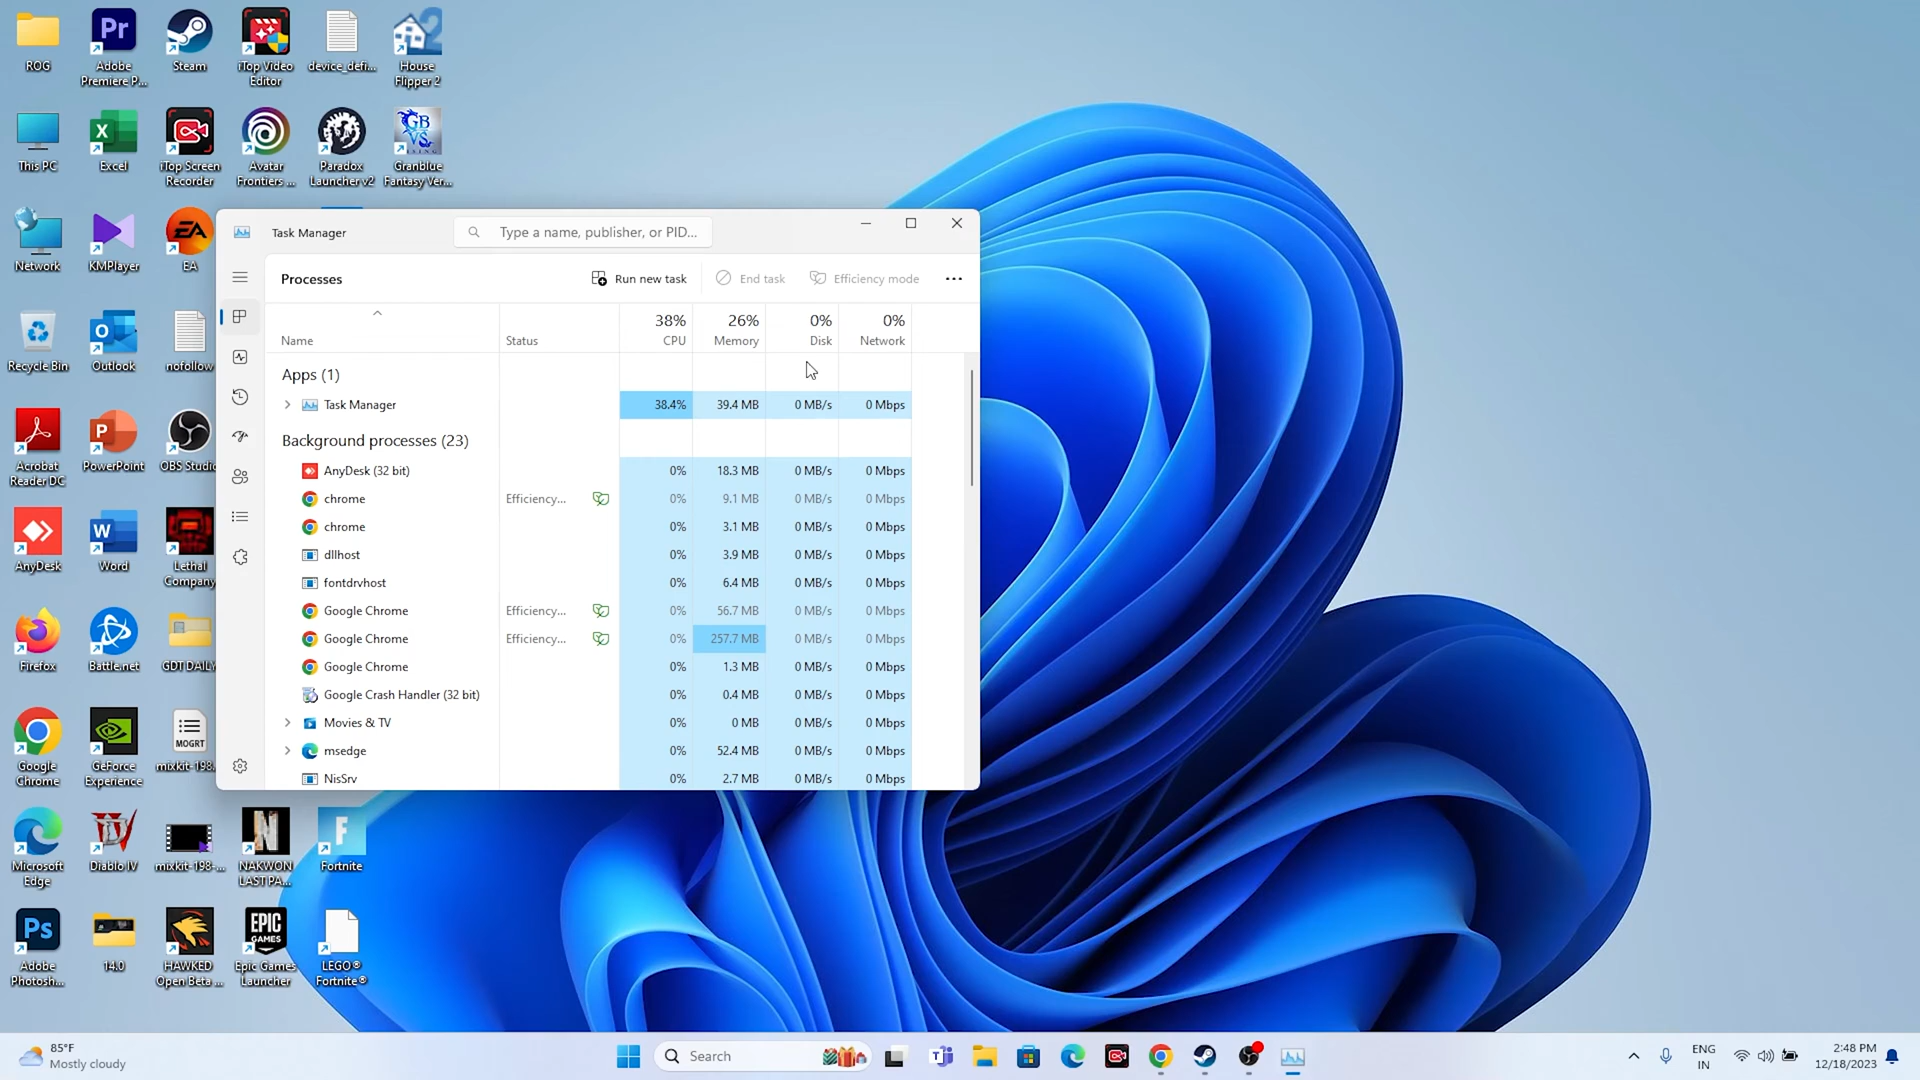 ROG
Adobe
Premiere P...
Steam
iTop Video
Editor
device_defi...
House
Flipper 2
This PC
Excel
iTop Screen
Recorder
Avatar
Frontiers ...
Paradox
Launcher v2
Granblue
Fantasy Ver...
Network
KMPlayer
EA
Recycle Bin
Outlook
nofollow
Acrobat
Reader DC
PowerPoint
OBS Studio
AnyDesk
Word
Lethal
Company
Firefox
Battle.net
GDT DAILY
Google
Chrome
GeForce
Experience
MOGRT
mixkit-198...
Microsoft
Edge
Diablo IV
mixkit-198-...
NAKWON
LAST PA...
Fortnite
Adobe
Photosh...
14.0
HAWKED
Open Beta ...
EPIC
GAMES
Epic Games
Launcher
LEGO®
Fortnite®
Task Manager
Type a name, publisher, or PID...
Processes
Run new task
End task
Efficiency mode
38% 26% 0% 0%
Name Status CPU Memory Disk Network
Apps (1)
Task Manager 38.4% 39.4 MB 0 MB/s 0 Mbps
Background processes (23)
AnyDesk (32 bit) 0% 18.3 MB 0 MB/s 0 Mbps
chrome Efficiency... 0% 9.1 MB 0 MB/s 0 Mbps
chrome 0% 3.1 MB 0 MB/s 0 Mbps
dllhost 0% 3.9 MB 0 MB/s 0 Mbps
fontdrvhost 0% 6.4 MB 0 MB/s 0 Mbps
Google Chrome Efficiency... 0% 56.7 MB 0 MB/s 0 Mbps
Google Chrome Efficiency... 0% 257.7 MB 0 MB/s 0 Mbps
Google Chrome 0% 1.3 MB 0 MB/s 0 Mbps
Google Crash Handler (32 bit) 0% 0.4 MB 0 MB/s 0 Mbps
Movies & TV 0% 0 MB 0 MB/s 0 Mbps
msedge 0% 52.4 MB 0 MB/s 0 Mbps
NisSrv 0% 2.7 MB 0 MB/s 0 Mbps
85°F
Mostly cloudy
Search
ENG
IN
2:48 PM
12/18/2023